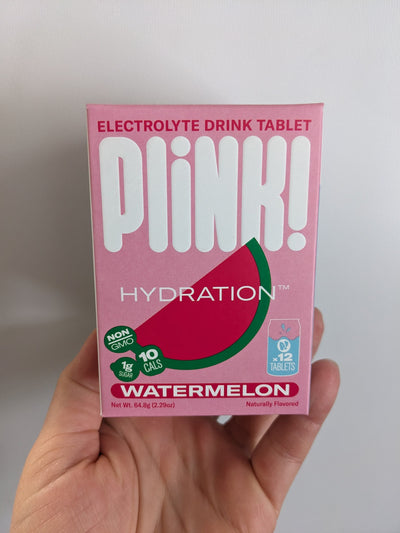 ELECTROLYTE DRINK TABLET
PLiNK!
HYDRATION™
NON
GMO
1g
SUGAR
10
CALS
x12
TABLETS
WATERMELON
Net Wt. 64.8g (2.29oz)
Naturally Flavored